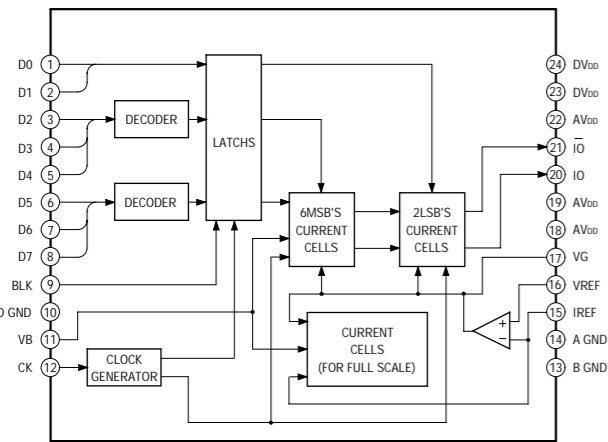 D0 1
D1 2
D2 3
D3 4
D4 5
D5 6
D6 7
D7 8
BLK 9
D GND 10
VB 11
CK 12
DECODER
DECODER
LATCHS
CLOCK
GENERATOR
6MSB'S
CURRENT
CELLS
2LSB'S
CURRENT
CELLS
CURRENT
CELLS
(FOR FULL SCALE)
+
−
24 DVDD
23 DVDD
22 AVDD
21 IO
20 IO
19 AVDD
18 AVDD
17 VG
16 VREF
15 IREF
14 A GND
13 B GND